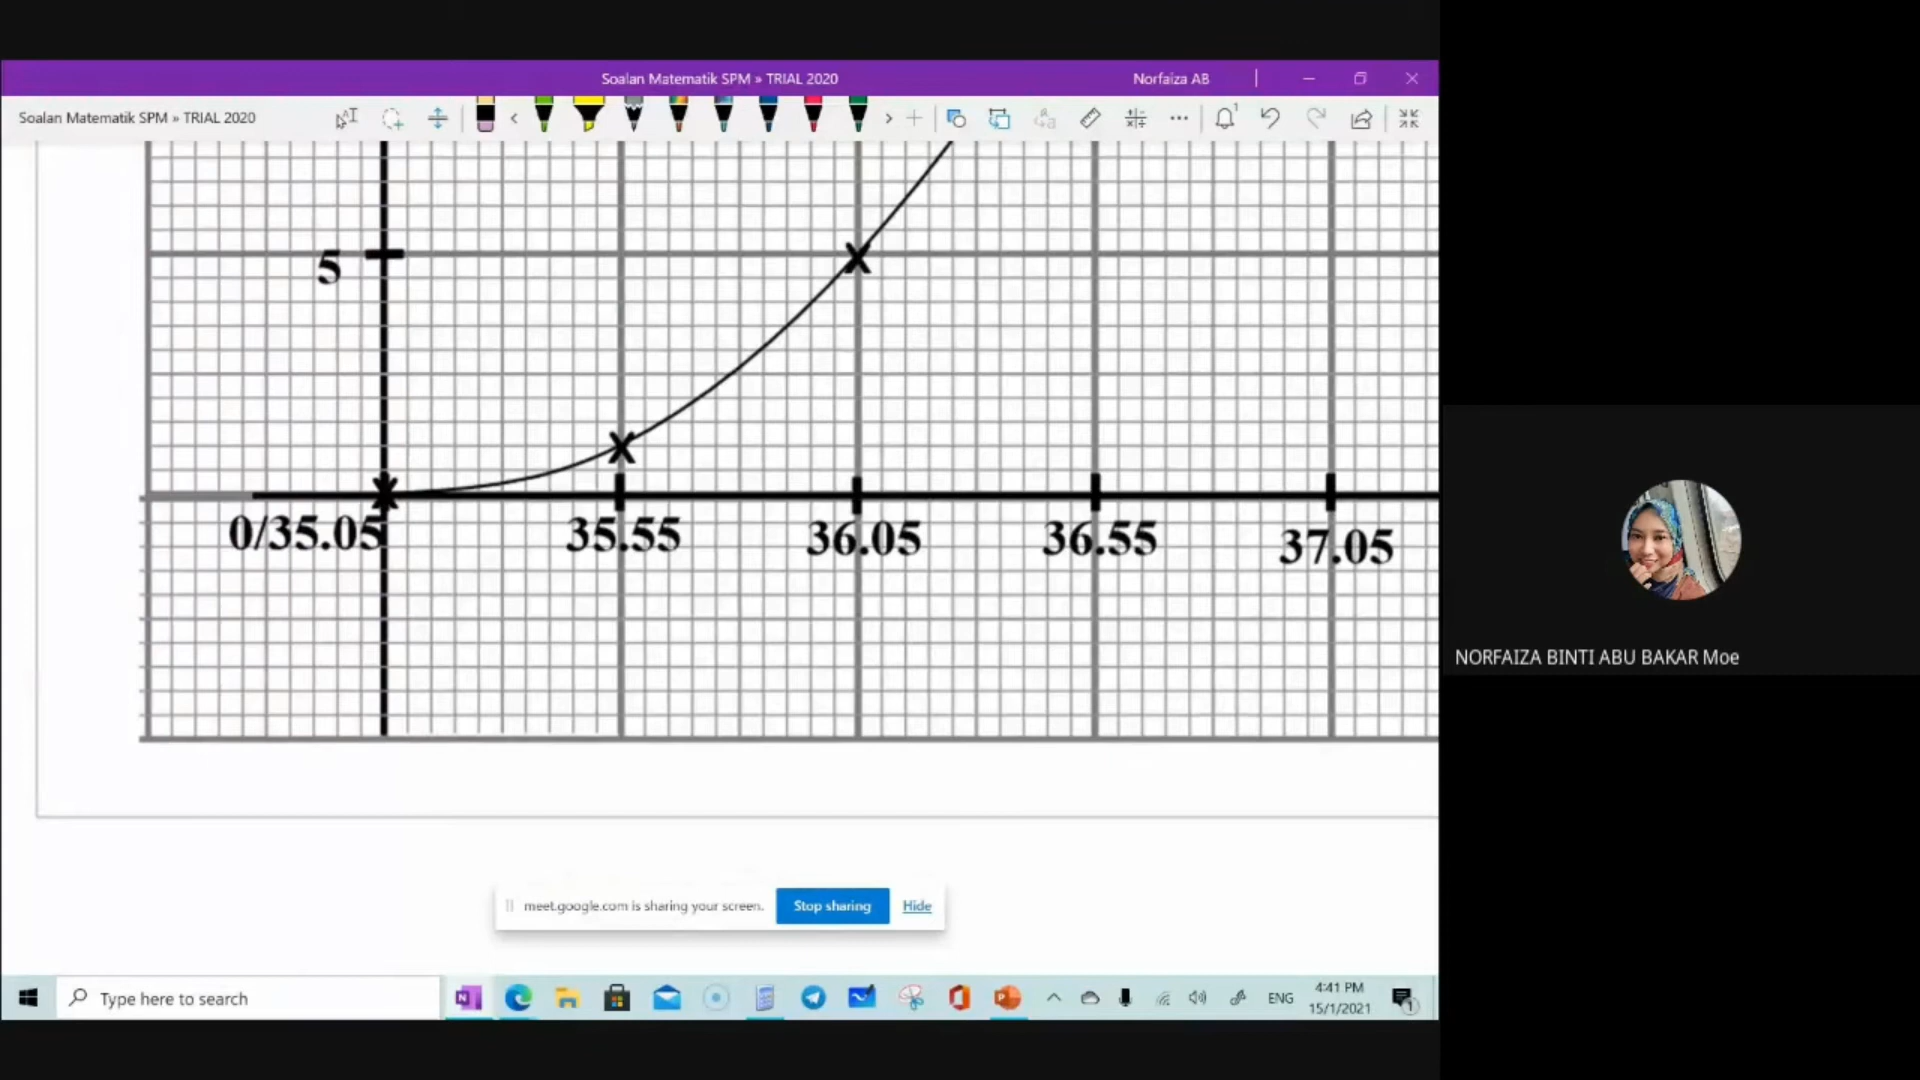 Soalan Matematik SPM » TRIAL 2020
Norfaiza AB
Soalan Matematik SPM » TRIAL 2020
5
0/35.05
35.55
36.05
36.55
37.05
NORFAIZA BINTI ABU BAKAR Moe
meet.google.com is sharing your screen.
Stop sharing
Hide
Type here to search
ENG
4:41 PM
15/1/2021